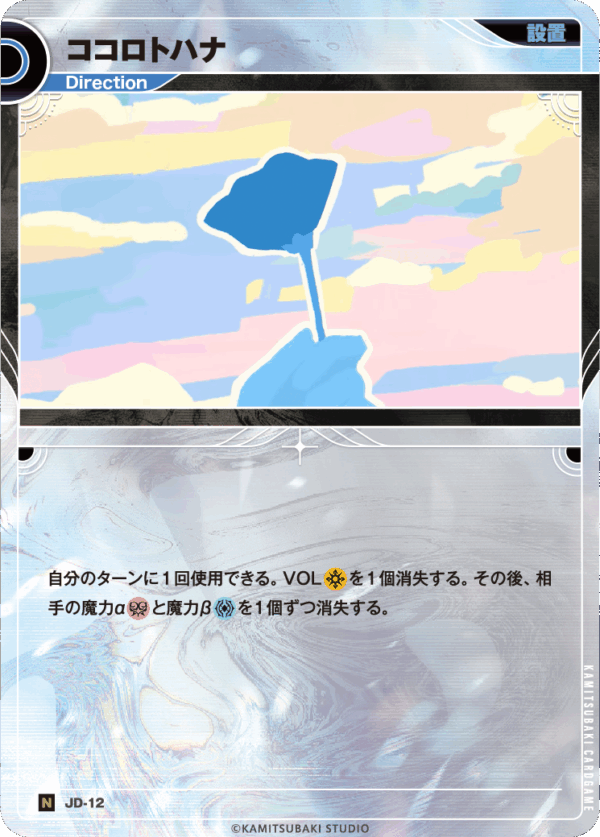 ココロトハナ
設置
Direction
自分のターンに1回使用できる。VOLを1個消失する。その後、相
手の魔力αと魔力βを1個ずつ消失する。
KAMITSUBAKI CARDGAME
N JD-12
©KAMITSUBAKI STUDIO